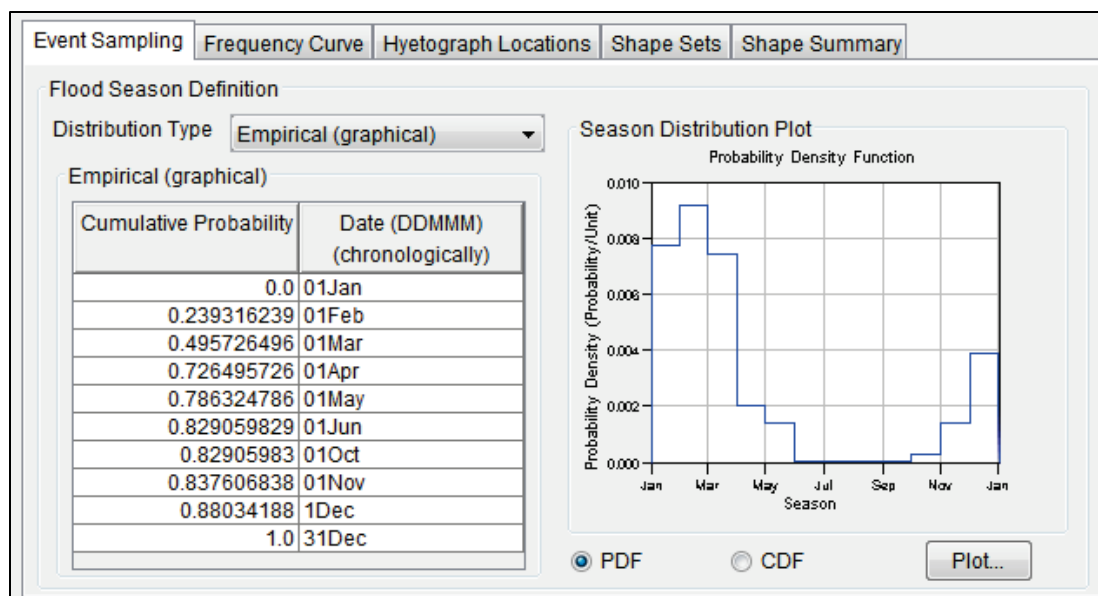 Event Sampling Frequency Curve Hyetograph Locations Shape Sets Shape Summary
Flood Season Definition
Distribution Type Empirical (graphical)
Empirical (graphical)
Cumulative Probability Date (DDMMM)
(chronologically)
0.0 01Jan
0.239316239 01Feb
0.495726496 01Mar
0.726495726 01Apr
0.786324786 01May
0.829059829 01Jun
0.82905983 01Oct
0.837606838 01Nov
0.88034188 1Dec
1.0 31Dec
Season Distribution Plot
Probability Density Function
Probability Density (Probability/Unit)
0.010
0.008
0.006
0.004
0.002
0.000
Jan Mar May Jul Sep Nov Jan
Season
PDF CDF Plot...